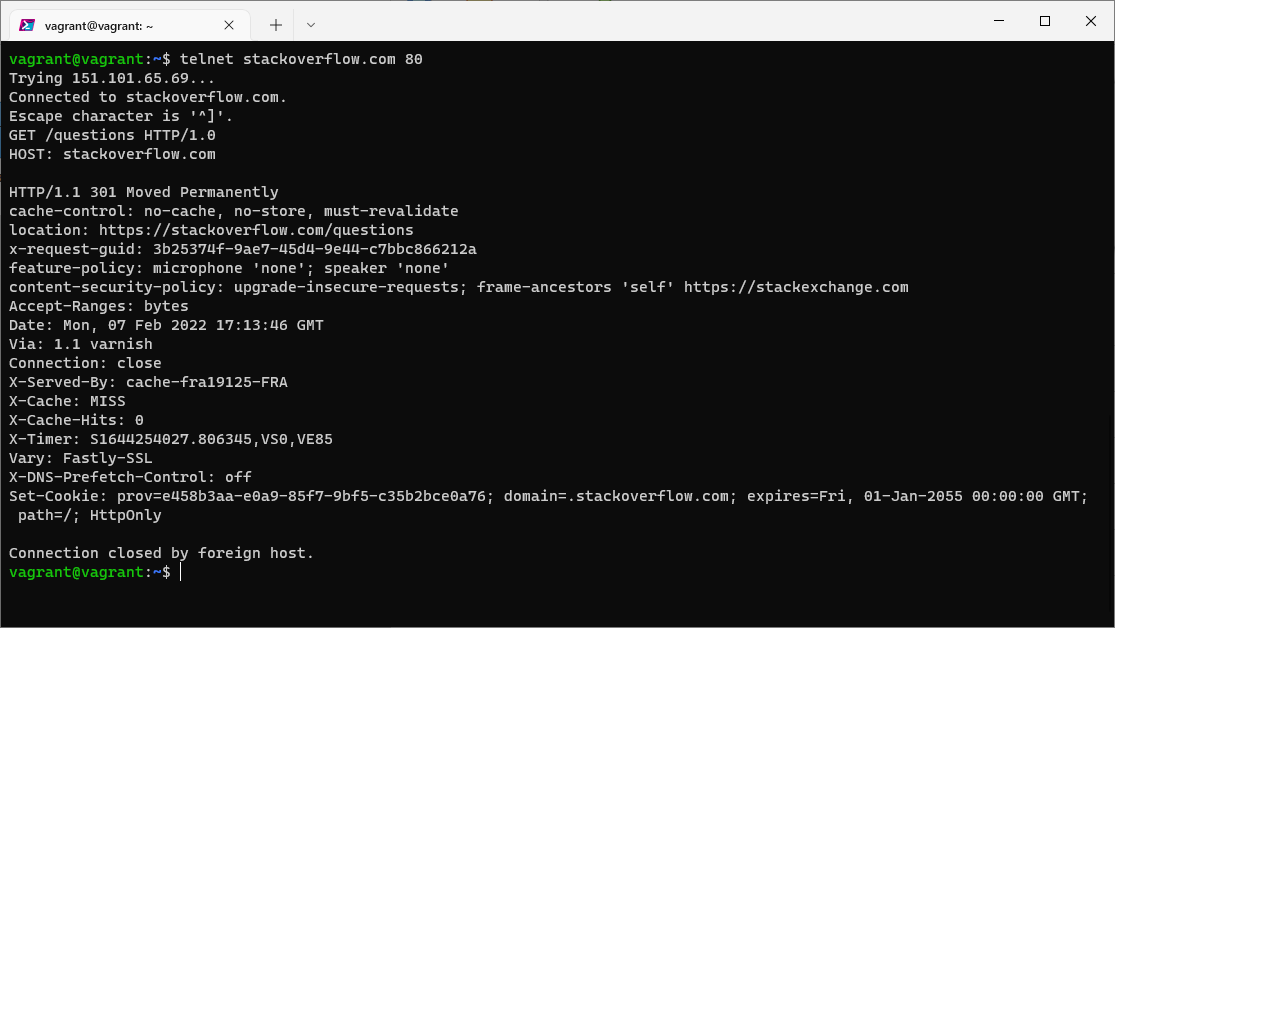 vagrant@vagrant: ~
vagrant@vagrant:~$ telnet stackoverflow.com 80
Trying 151.101.65.69...
Connected to stackoverflow.com.
Escape character is '^]'.
GET /questions HTTP/1.0
HOST: stackoverflow.com

HTTP/1.1 301 Moved Permanently
cache-control: no-cache, no-store, must-revalidate
location: https://stackoverflow.com/questions
x-request-guid: 3b25374f-9ae7-45d4-9e44-c7bbc866212a
feature-policy: microphone 'none'; speaker 'none'
content-security-policy: upgrade-insecure-requests; frame-ancestors 'self' https://stackexchange.com
Accept-Ranges: bytes
Date: Mon, 07 Feb 2022 17:13:46 GMT
Via: 1.1 varnish
Connection: close
X-Served-By: cache-fra19125-FRA
X-Cache: MISS
X-Cache-Hits: 0
X-Timer: S1644254027.806345,VS0,VE85
Vary: Fastly-SSL
X-DNS-Prefetch-Control: off
Set-Cookie: prov=e458b3aa-e0a9-85f7-9bf5-c35b2bce0a76; domain=.stackoverflow.com; expires=Fri, 01-Jan-2055 00:00:00 GMT;
 path=/; HttpOnly

Connection closed by foreign host.
vagrant@vagrant:~$